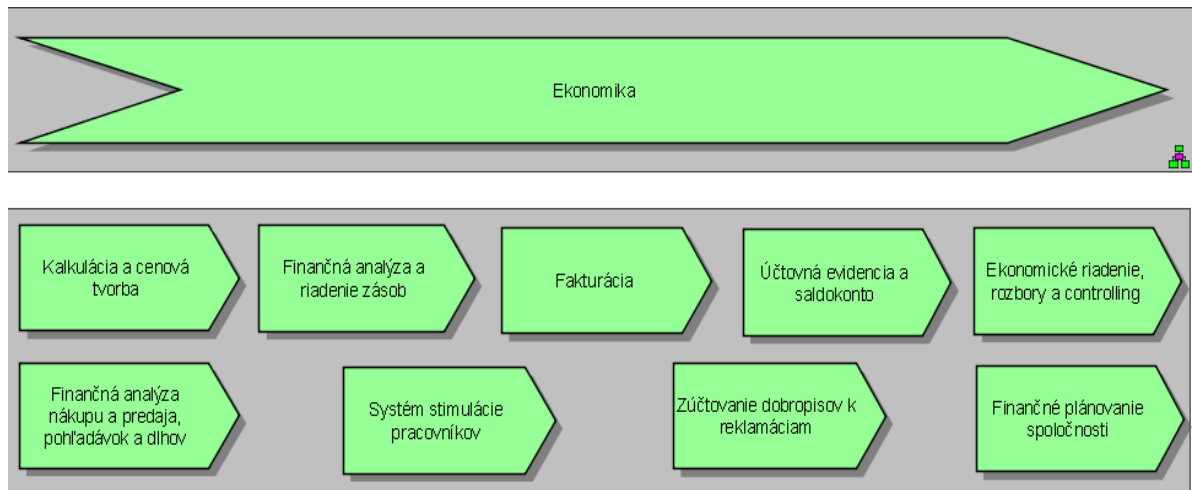 Ekonomika
Kalkulácia a cenová
tvorba
Finančná analýza a
riadenie zásob
Fakturácia
Účtovná evidencia a
saldokonto
Ekonomické riadenie,
rozbory a controlling
Finančná analýza
nákupu a predaja,
pohľadávok a dlhov
Systém stimulácie
pracovníkov
Zúčtovanie dobropisov k
reklamáciam
Finančné plánovanie
spoločnosti